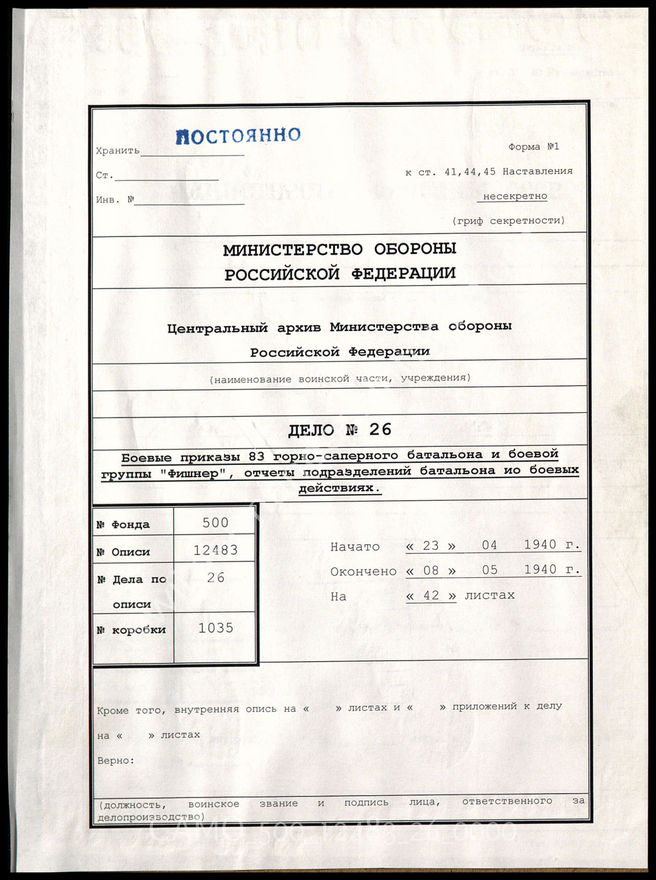 ПОСТОЯННО
Хранить
Форма №1
Ст.
к ст. 41,44,45 Наставления
Инв. №
несекретно
(гриф секретности)
МИНИСТЕРСТВО ОБОРОНЫ
РОССИЙСКОЙ ФЕДЕРАЦИИ
Центральный архив Министерства обороны
Российской Федерации
(наименование воинской части, учреждения)
ДЕЛО № 26
Боевые приказы 83 горно-саперного батальона и боевой
группы "Фишнер", отчеты подразделений батальона ио боевых
действиях.
№ Фонда 500
№ Описи 12483
№ Дела по 26
описи
№ коробки 1035
Начато « 23 » 04 1940 г.
Окончено « 08 » 05 1940 г.
На « 42 » листах
Кроме того, внутренняя опись на « » листах и « » приложений к делу
на « » листах
Верно:
(должность, воинское звание и подпись лица, ответственного за
делопроизводство)